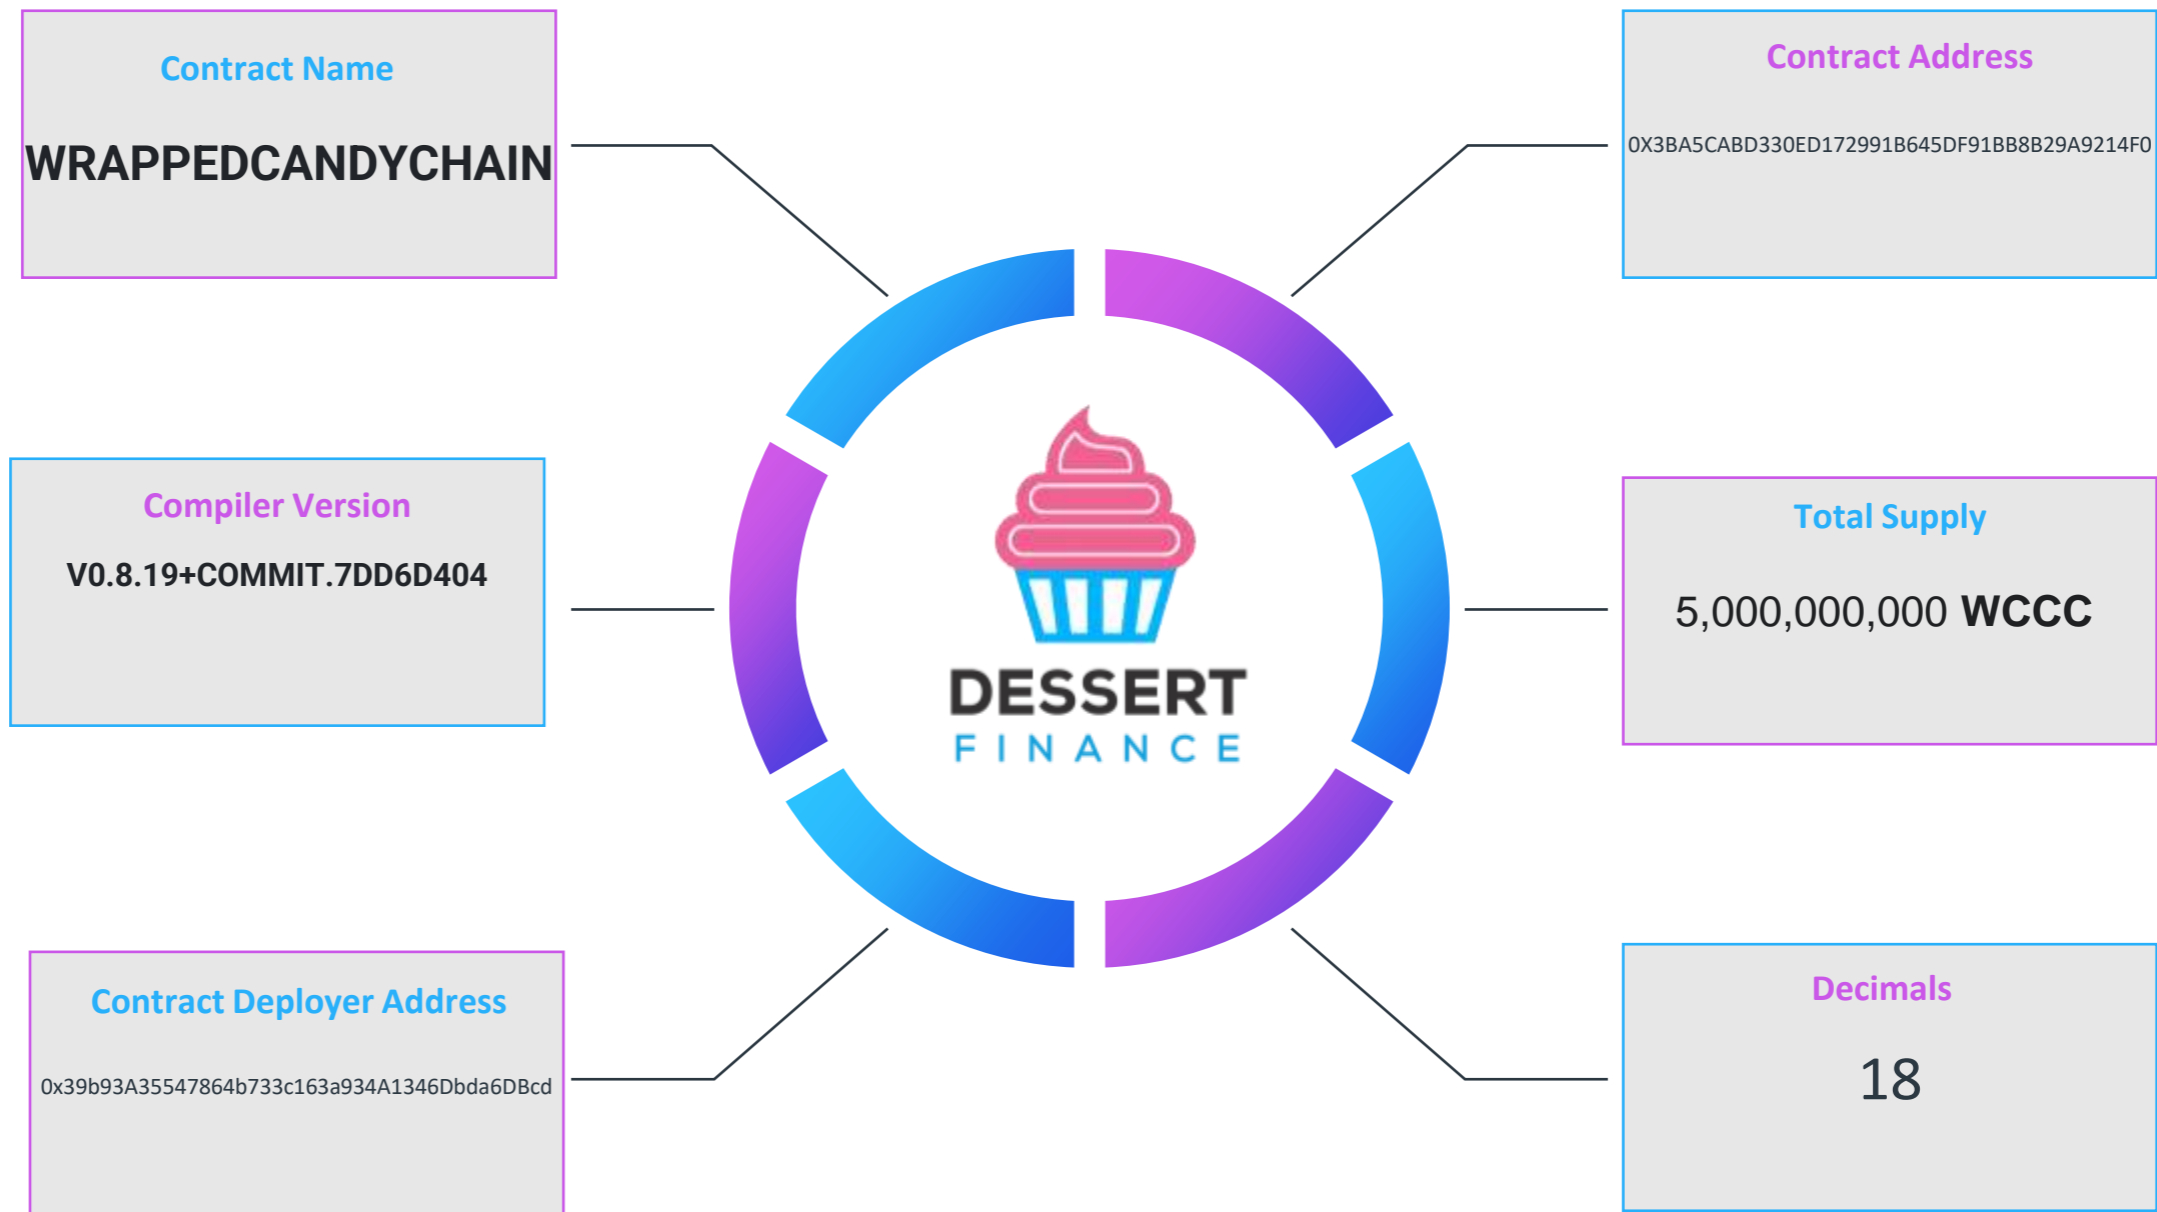 Contract Name
WRAPPEDCANDYCHAIN
Contract Address
0X3BA5CABD330ED172991B645DF91BB8B29A9214F0
Compiler Version
V0.8.19+COMMIT.7DD6D404
Total Supply
5,000,000,000 WCCC
DESSERT
FINANCE
Contract Deployer Address
0x39b93A35547864b733c163a934A1346Dbda6DBcd
Decimals
18